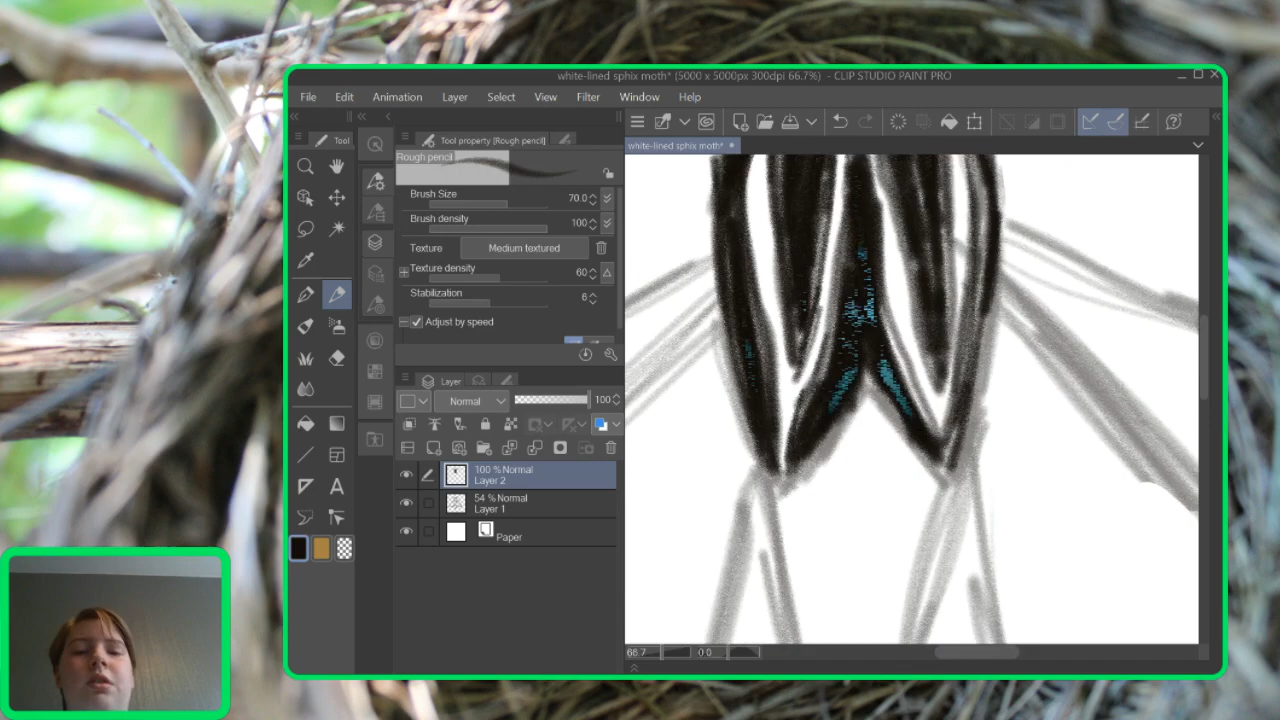 white-lined sphix moth* (5000 x 5000px 300dpi 66.7%) - CLIP STUDIO PAINT PRO
File Edit Animation Layer Select View Filter Window Help
Tool
Tool property [Rough pencil]
white-lined sphix moth*
Rough pencil
Brush Size 70.0
Brush density 100
Texture Medium textured
Texture density 60
Stabilization 6
Adjust by speed
Layer
Normal 100
100 % Normal
Layer 2
54 % Normal
Layer 1
Paper
66.7 0.0